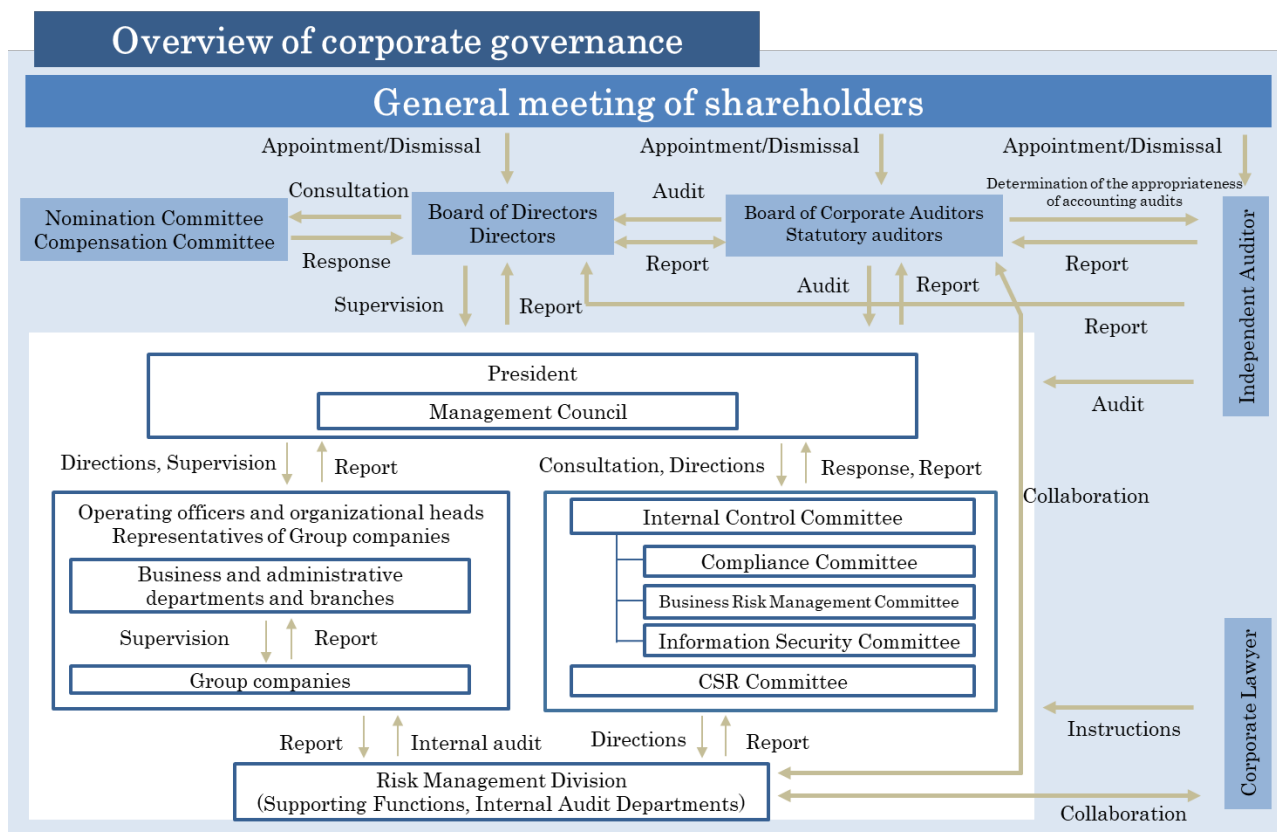 Overview of corporate governance
General meeting of shareholders
Appointment/Dismissal
Appointment/Dismissal
Appointment/Dismissal
Consultation
Audit
Determination of the appropriateness
of accounting audits
Nomination Committee
Compensation Committee
Board of Directors
Directors
Board of Corporate Auditors
Statutory auditors
Independent Auditor
Response
Report
Report
Supervision
Report
Audit
Report
Report
President
Management Council
Audit
Directions, Supervision
Report
Consultation, Directions
Response, Report
Collaboration
Operating officers and organizational heads
Representatives of Group companies
Business and administrative
departments and branches
Supervision
Report
Group companies
Internal Control Committee
Compliance Committee
Business Risk Management Committee
Information Security Committee
CSR Committee
Corporate Lawyer
Instructions
Report
Internal audit
Directions
Report
Risk Management Division
(Supporting Functions, Internal Audit Departments)
Collaboration